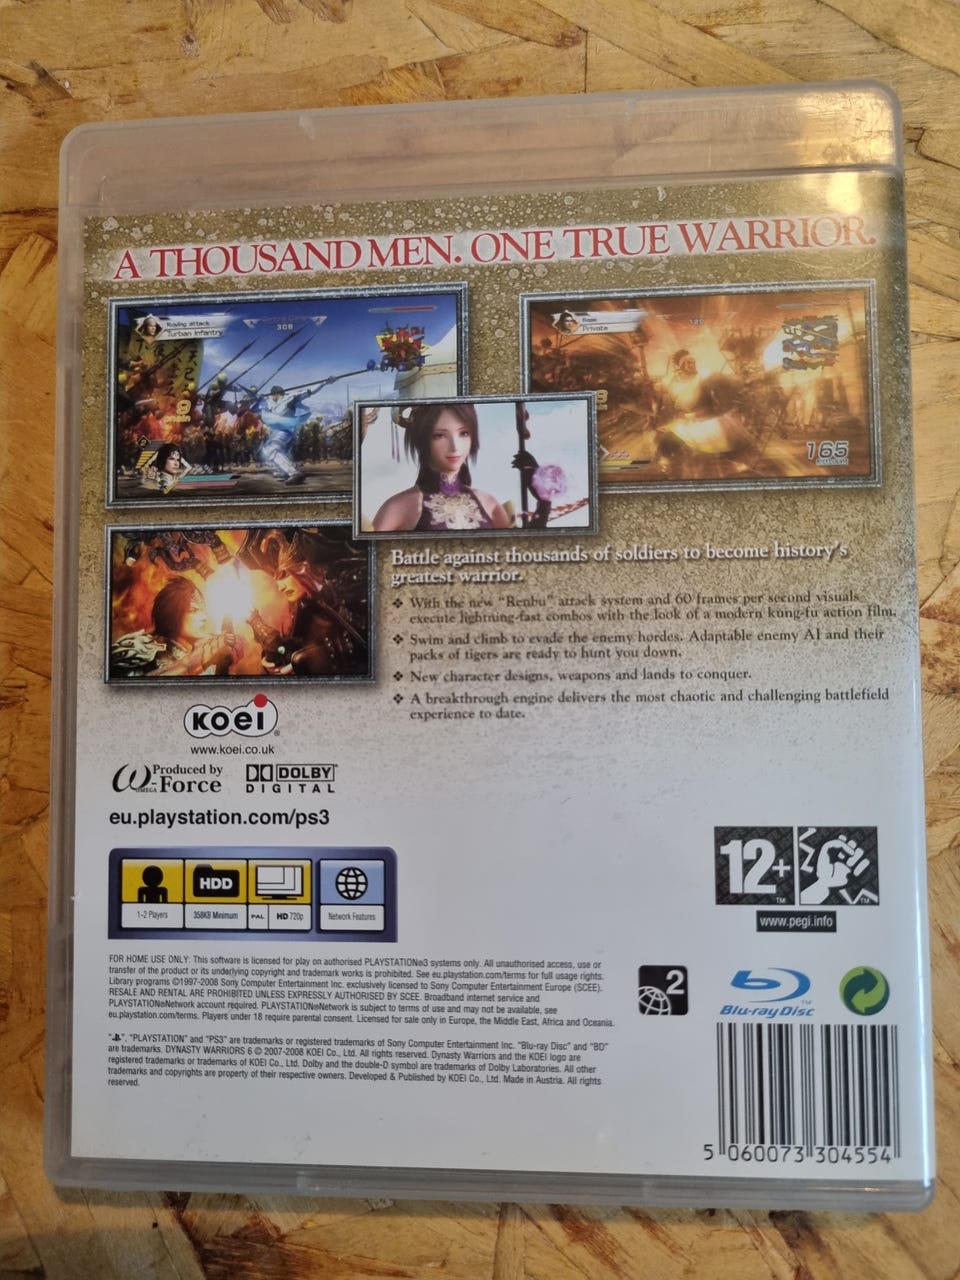 A THOUSAND MEN. ONE TRUE WARRIOR.
Roving attack
Turban Infantry
308
2
Base
Private
165
Battle against thousands of soldiers to become history's
greatest warrior.
❖ With the new "Renbu" attack system and 60 frames per second visuals
execute lightning-fast combos with the look of a modern kung-fu action film.
❖ Swim and climb to evade the enemy hordes. Adaptable enemy AI and their
packs of tigers are ready to hunt you down.
❖ New character designs, weapons and lands to conquer.
❖ A breakthrough engine delivers the most chaotic and challenging battlefield
experience to date.
KOEI®
www.koei.co.uk
Produced by
ω-Force
OMEGA
DOLBY
DIGITAL
eu.playstation.com/ps3
HDD
1-2 Players
358KB Minimum
PAL
HD 720p
Network Features
12+™
™
www.pegi.info
FOR HOME USE ONLY: This software is licensed for play on authorised PLAYSTATION®3 systems only. All unauthorised access, use or
transfer of the product or its underlying copyright and trademark works is prohibited. See eu.playstation.com/terms for full usage rights.
Library programs ©1997-2008 Sony Computer Entertainment Inc. exclusively licensed to Sony Computer Entertainment Europe (SCEE).
RESALE AND RENTAL ARE PROHIBITED UNLESS EXPRESSLY AUTHORISED BY SCEE. Broadband internet service and
PLAYSTATION®Network account required. PLAYSTATION®Network is subject to terms of use and may not be available, see
eu.playstation.com/terms. Players under 18 require parental consent. Licensed for sale only in Europe, the Middle East, Africa and Oceania.
2
Blu-ray Disc™
" ", "PLAYSTATION" and "PS3" are trademarks or registered trademarks of Sony Computer Entertainment Inc. "Blu-ray Disc" and "BD"
are trademarks. DYNASTY WARRIORS 6 © 2007-2008 KOEI Co., Ltd. All rights reserved. Dynasty Warriors and the KOEI logo are
registered trademarks or trademarks of KOEI Co., Ltd. Dolby and the double-D symbol are trademarks of Dolby Laboratories. All other
trademarks and copyrights are property of their respective owners. Developed & Published by KOEI Co., Ltd. Made in Austria. All rights
reserved.
5 060073 304554